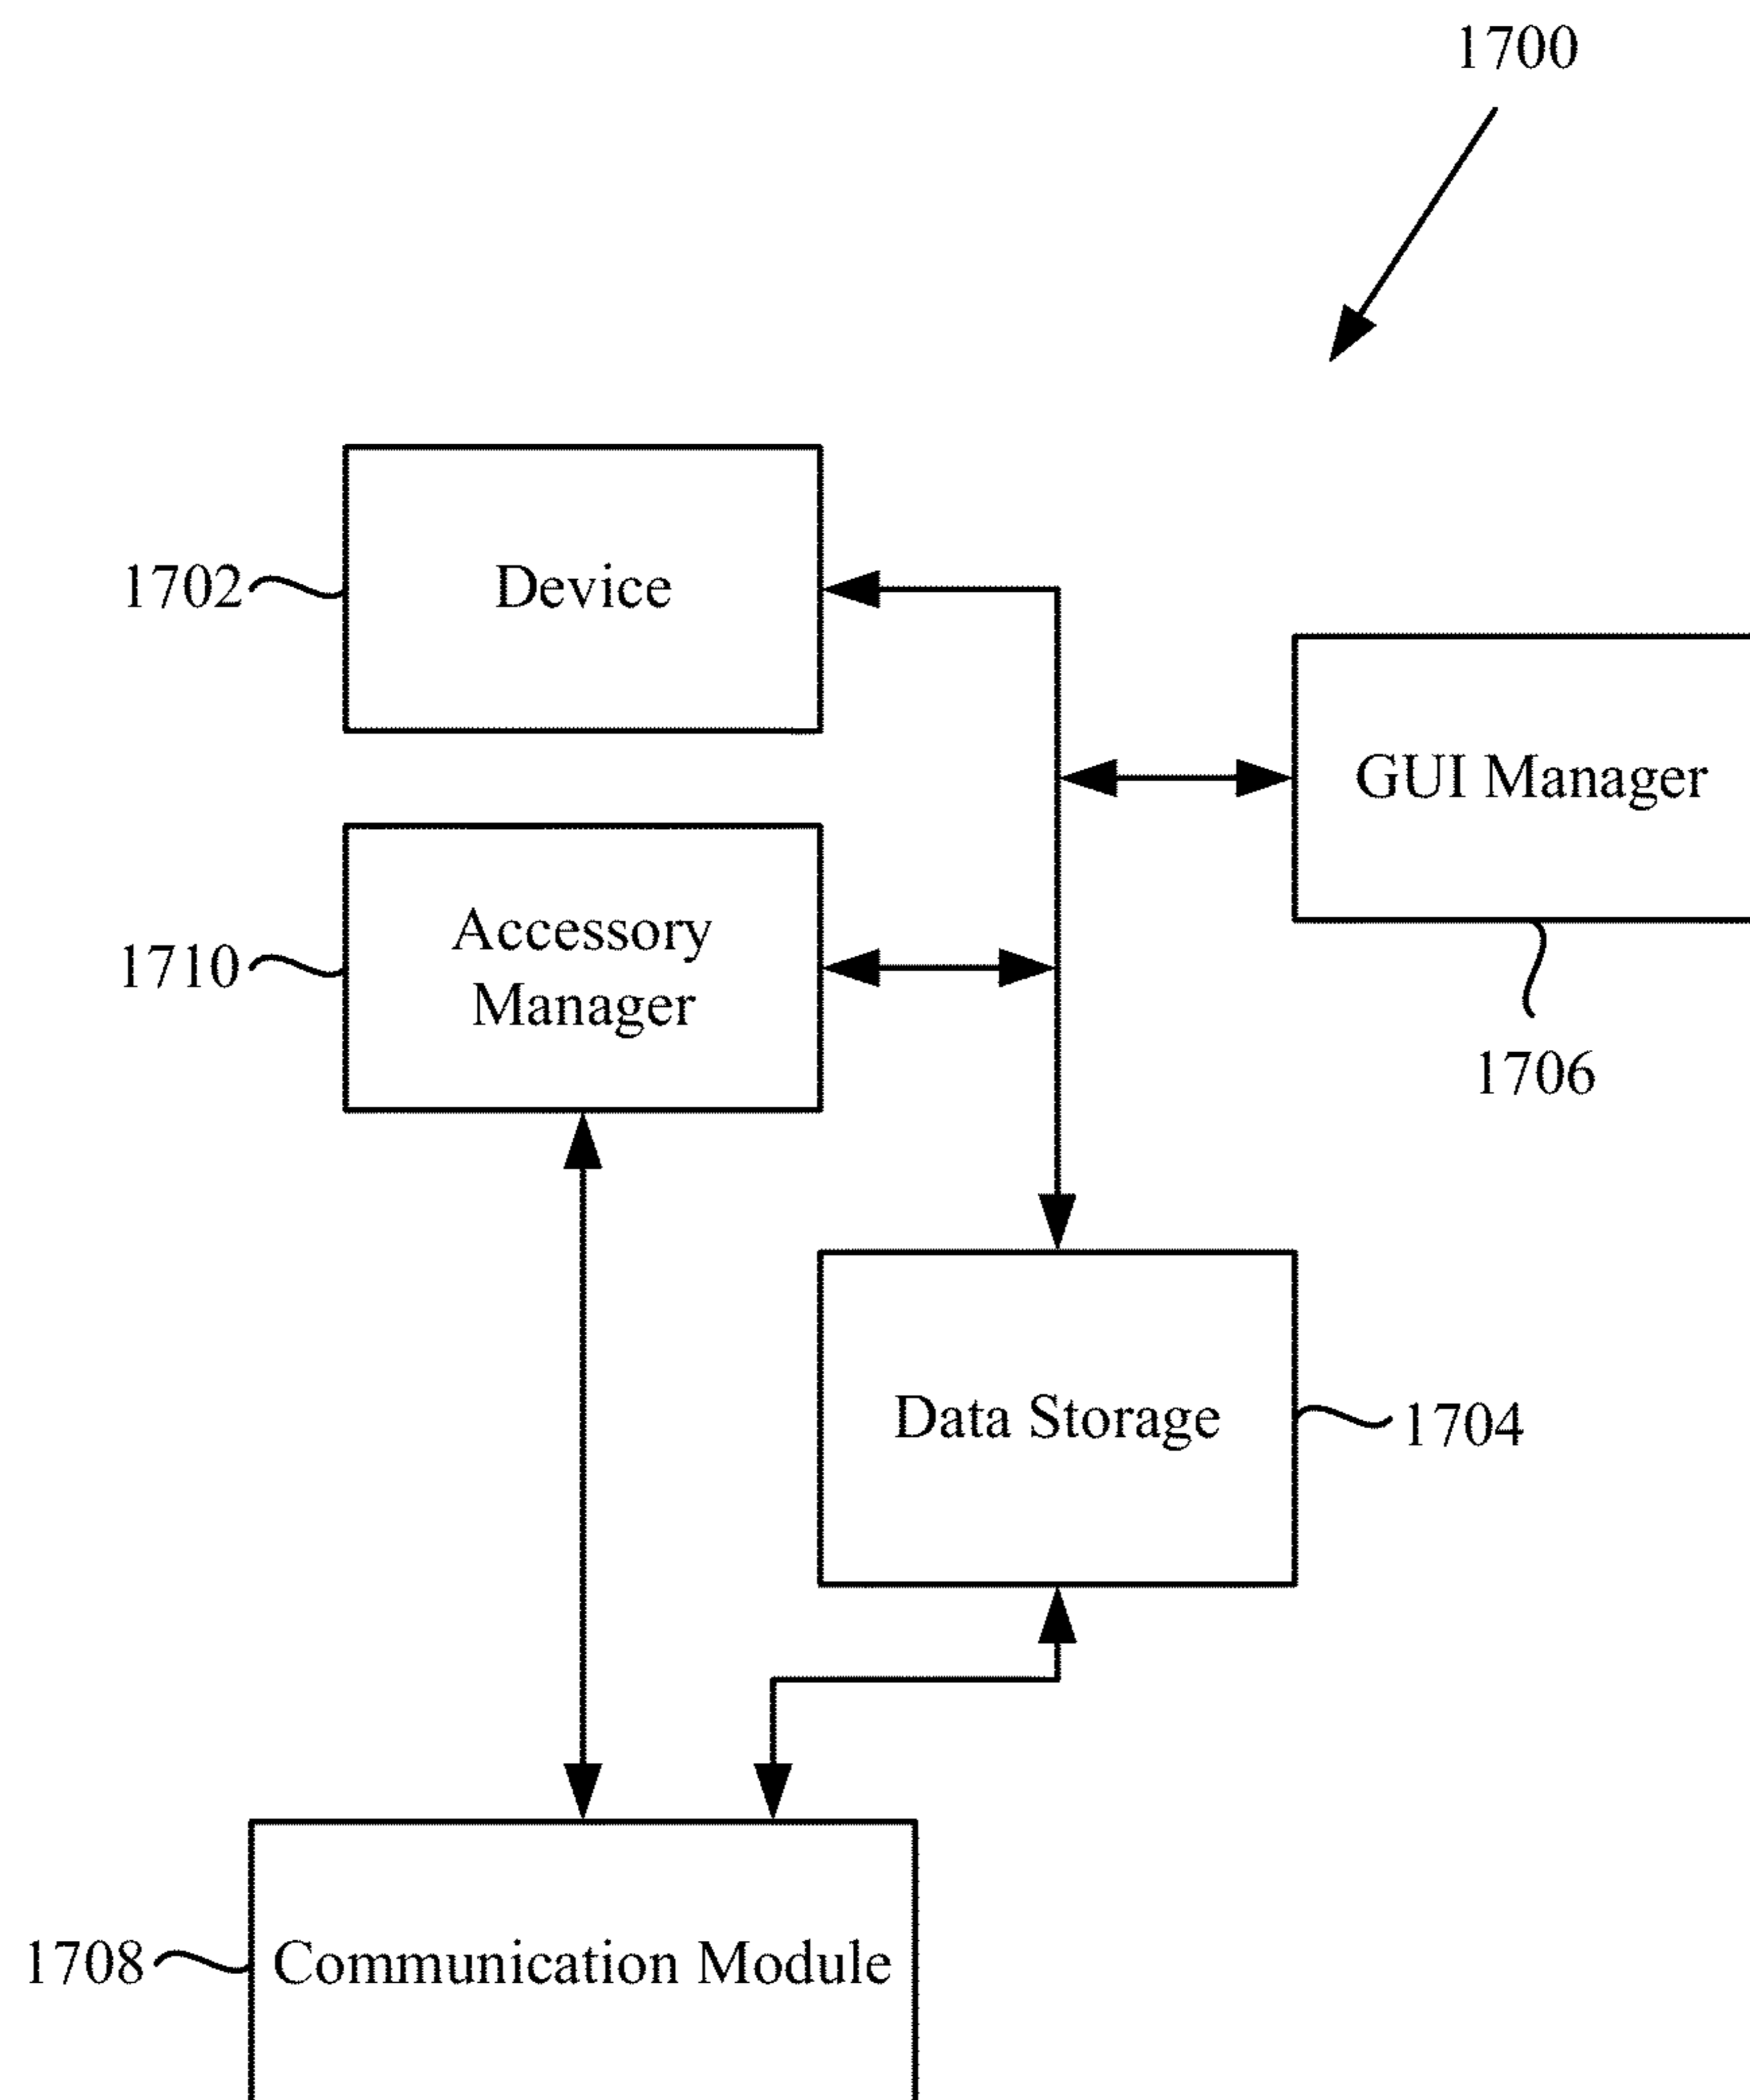 1700
1702
Device
GUI Manager
1710
Accessory
Manager
1706
Data Storage
1704
1708
Communication Module